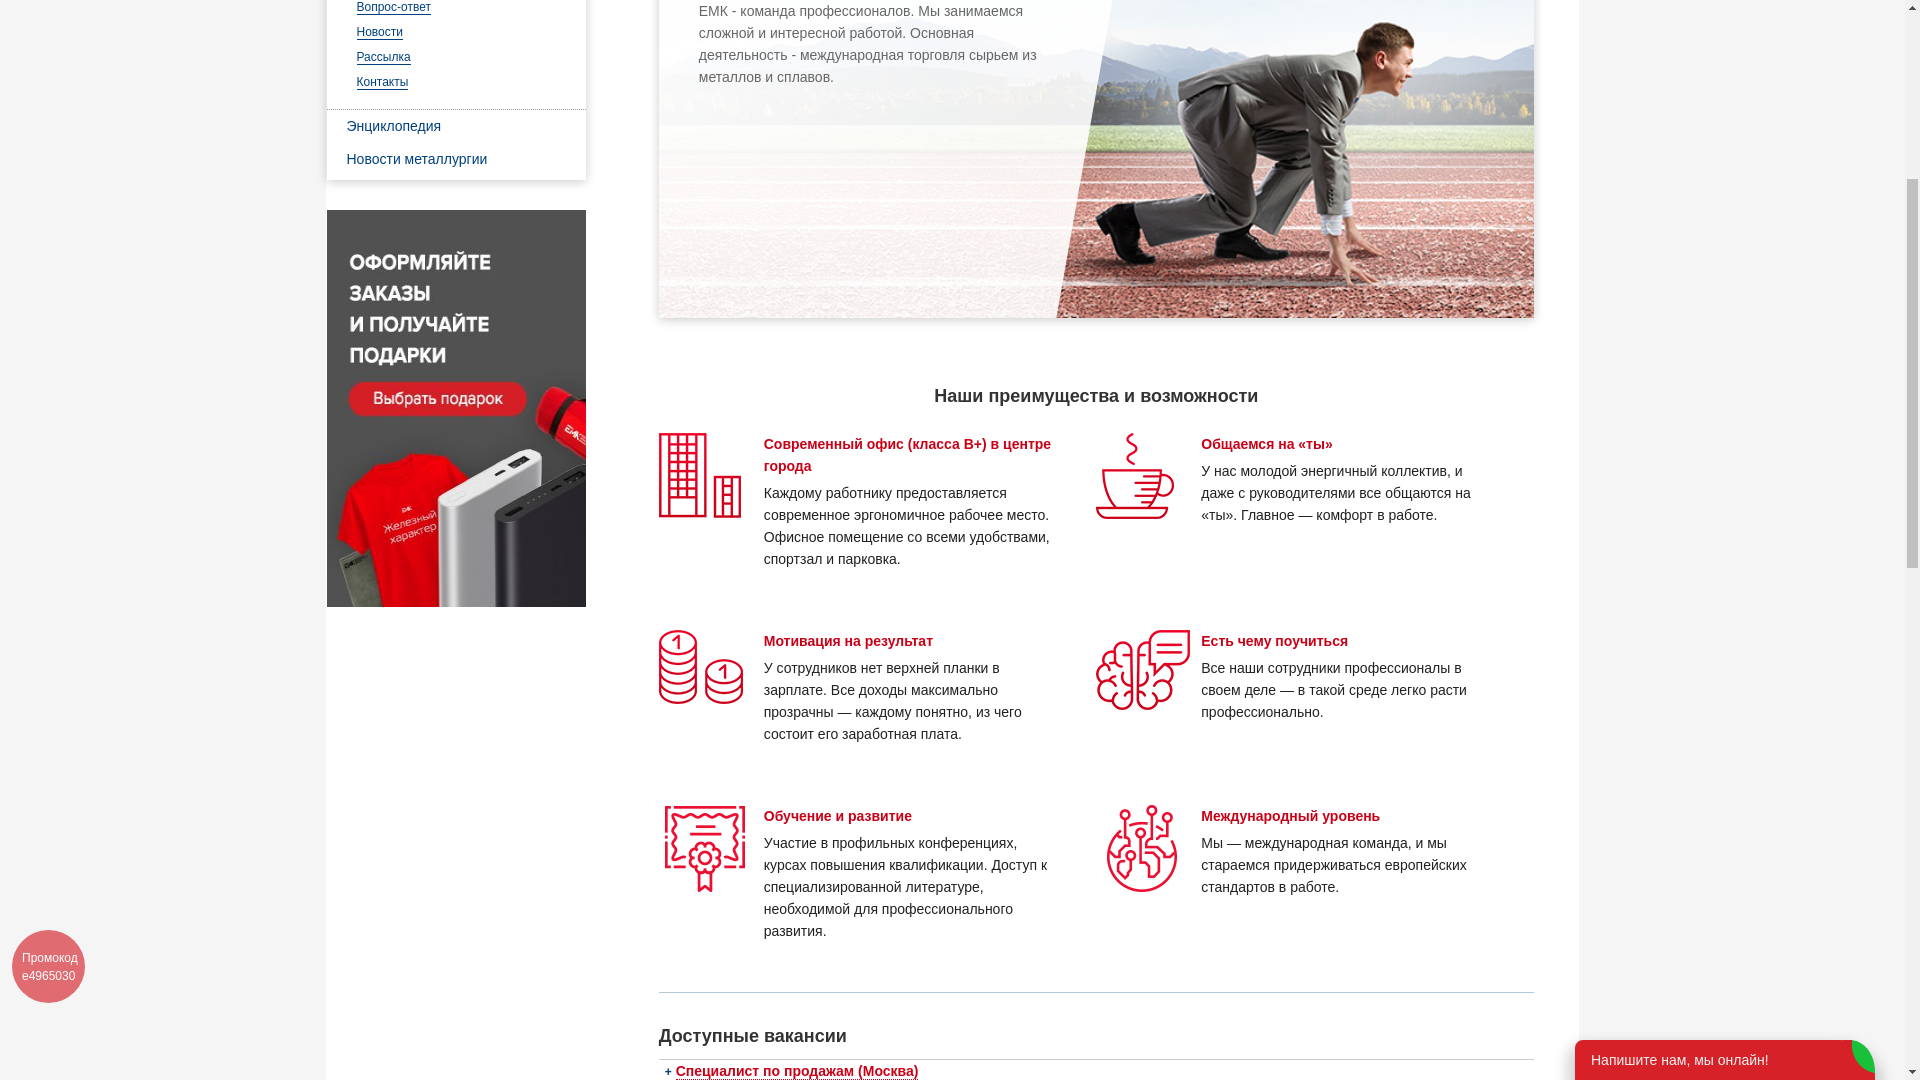 Вопрос-ответ
Новости
Рассылка
Контакты
Энциклопедия
Новости металлургии
ОФОРМЛЯЙТЕ
ЗАКАЗЫ
И ПОЛУЧАЙТЕ
ПОДАРКИ
Выбрать подарок
ЕМК
ЕМК
Железный
характер
ЕМК - команда профессионалов. Мы занимаемся
сложной и интересной работой. Основная
деятельность - международная торговля сырьем из
металлов и сплавов.
Наши преимущества и возможности
Современный офис (класса B+) в центре
города
Каждому работнику предоставляется
современное эргономичное рабочее место.
Офисное помещение со всеми удобствами,
спортзал и парковка.
Общаемся на «ты»
У нас молодой энергичный коллектив, и
даже с руководителями все общаются на
«ты». Главное — комфорт в работе.
1
1
Мотивация на результат
У сотрудников нет верхней планки в
зарплате. Все доходы максимально
прозрачны — каждому понятно, из чего
состоит его заработная плата.
Есть чему поучиться
Все наши сотрудники профессионалы в
своем деле — в такой среде легко расти
профессионально.
Обучение и развитие
Участие в профильных конференциях,
курсах повышения квалификации. Доступ к
специализированной литературе,
необходимой для профессионального
развития.
Международный уровень
Мы — международная команда, и мы
стараемся придерживаться европейских
стандартов в работе.
Доступные вакансии
+ Специалист по продажам (Москва)
Промокод
e4965030
Напишите нам, мы онлайн!